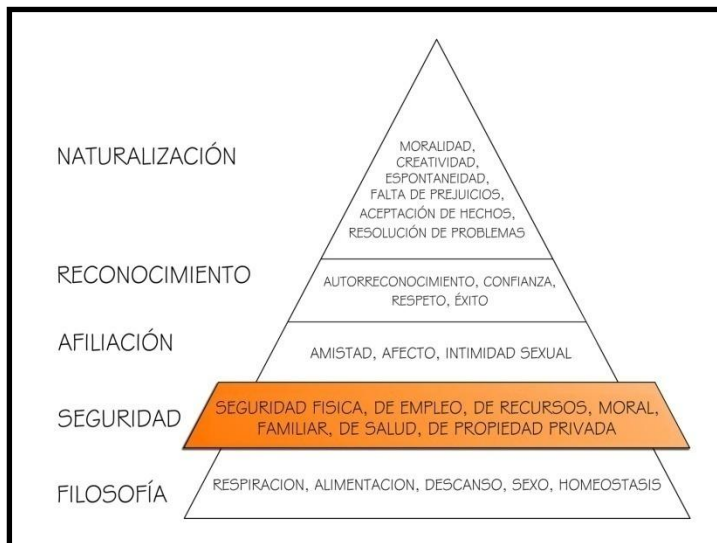 NATURALIZACIÓN
MORALIDAD,
CREATIVIDAD,
ESPONTANEIDAD,
FALTA DE PREJUICIOS,
ACEPTACIÓN DE HECHOS,
RESOLUCIÓN DE PROBLEMAS
RECONOCIMIENTO
AUTORRECONOCIMIENTO, CONFIANZA,
RESPETO, ÉXITO
AFILIACIÓN
AMISTAD, AFECTO, INTIMIDAD SEXUAL
SEGURIDAD
SEGURIDAD FISICA, DE EMPLEO, DE RECURSOS, MORAL,
FAMILIAR, DE SALUD, DE PROPIEDAD PRIVADA
FILOSOFÍA
RESPIRACION, ALIMENTACION, DESCANSO, SEXO, HOMEOSTASIS